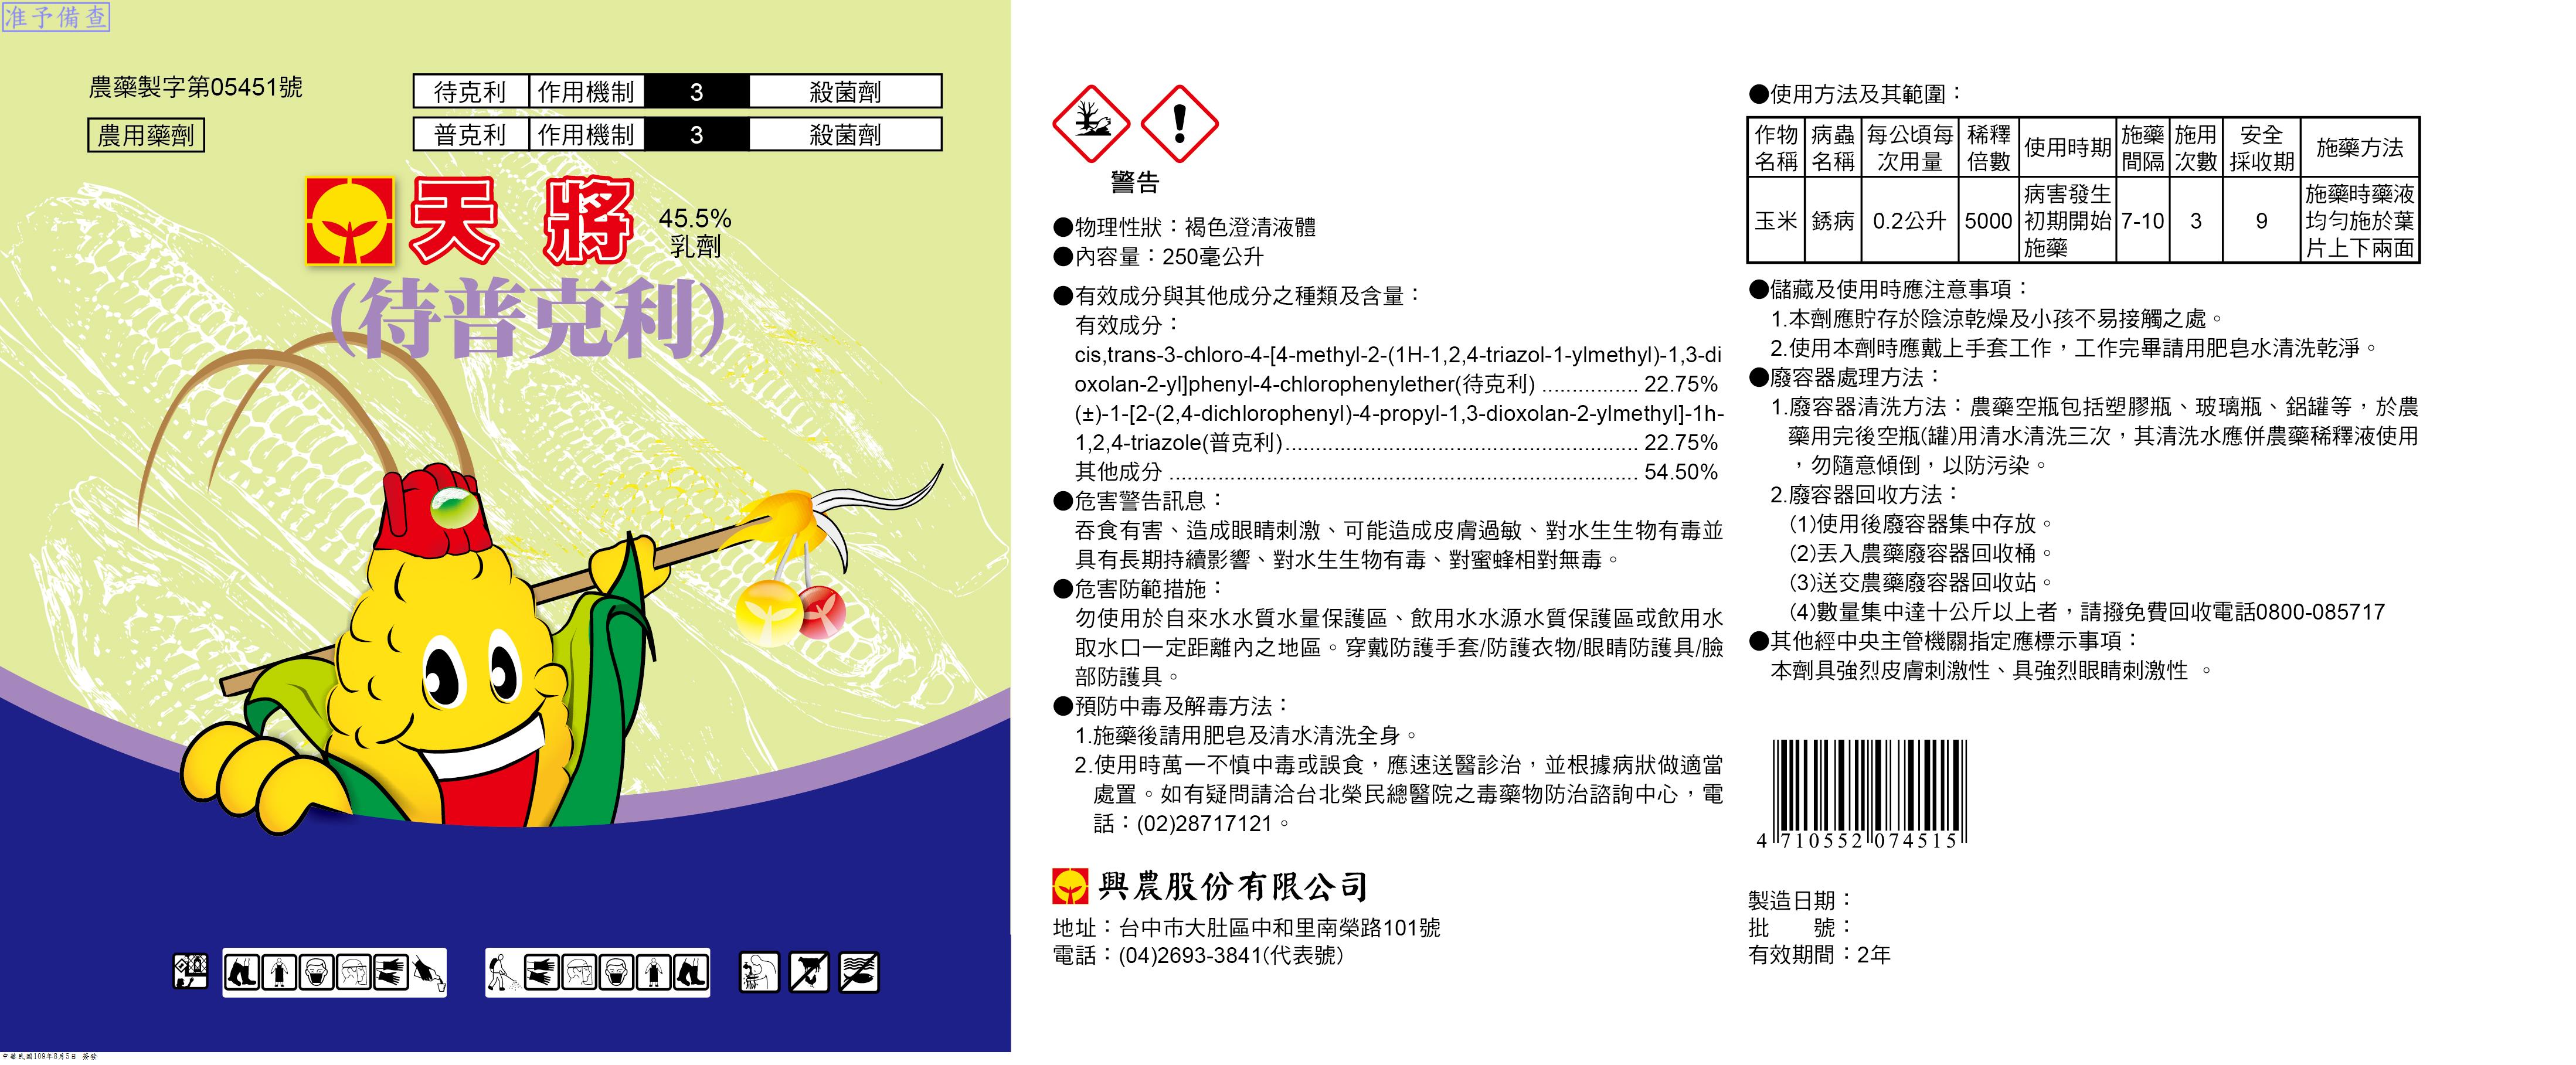 准予備查
農藥製字第05451號
農用藥劑
待克利 作用機制 3 殺菌劑
普克利 作用機制 3 殺菌劑
天將
45.5%
乳劑
(待普克利)
中華民國109年8月5日 簽發
警告
●物理性狀：褐色澄清液體
●內容量：250毫公升
●有效成分與其他成分之種類及含量：
有效成分：
cis,trans-3-chloro-4-[4-methyl-2-(1H-1,2,4-triazol-1-ylmethyl)-1,3-di
oxolan-2-yl]phenyl-4-chlorophenylether(待克利) ................ 22.75%
(±)-1-[2-(2,4-dichlorophenyl)-4-propyl-1,3-dioxolan-2-ylmethyl]-1h-
1,2,4-triazole(普克利).......................................................... 22.75%
其他成分 ............................................................................. 54.50%
●危害警告訊息：
吞食有害、造成眼睛刺激、可能造成皮膚過敏、對水生生物有毒並
具有長期持續影響、對水生生物有毒、對蜜蜂相對無毒。
●危害防範措施：
勿使用於自來水水質水量保護區、飲用水水源水質保護區或飲用水
取水口一定距離內之地區。穿戴防護手套/防護衣物/眼睛防護具/臉
部防護具。
●預防中毒及解毒方法：
1.施藥後請用肥皂及清水清洗全身。
2.使用時萬一不慎中毒或誤食，應速送醫診治，並根據病狀做適當
處置。如有疑問請洽台北榮民總醫院之毒藥物防治諮詢中心，電
話：(02)28717121。
興農股份有限公司
地址：台中市大肚區中和里南榮路101號
電話：(04)2693-3841(代表號)
●使用方法及其範圍：
作物名稱 病蟲名稱 每公頃每次用量 稀釋倍數 使用時期 施藥間隔 施用次數 安全採收期 施藥方法
玉米 銹病 0.2公升 5000 病害發生初期開始施藥 7-10 3 9 施藥時藥液均勻施於葉片上下兩面
●儲藏及使用時應注意事項：
1.本劑應貯存於陰涼乾燥及小孩不易接觸之處。
2.使用本劑時應戴上手套工作，工作完畢請用肥皂水清洗乾淨。
●廢容器處理方法：
1.廢容器清洗方法：農藥空瓶包括塑膠瓶、玻璃瓶、鋁罐等，於農
藥用完後空瓶(罐)用清水清洗三次，其清洗水應併農藥稀釋液使用
，勿隨意傾倒，以防污染。
2.廢容器回收方法：
(1)使用後廢容器集中存放。
(2)丟入農藥廢容器回收桶。
(3)送交農藥廢容器回收站。
(4)數量集中達十公斤以上者，請撥免費回收電話0800-085717
●其他經中央主管機關指定應標示事項：
本劑具強烈皮膚刺激性、具強烈眼睛刺激性 。
4 710552 074515
製造日期：
批　　號：
有效期間：2年